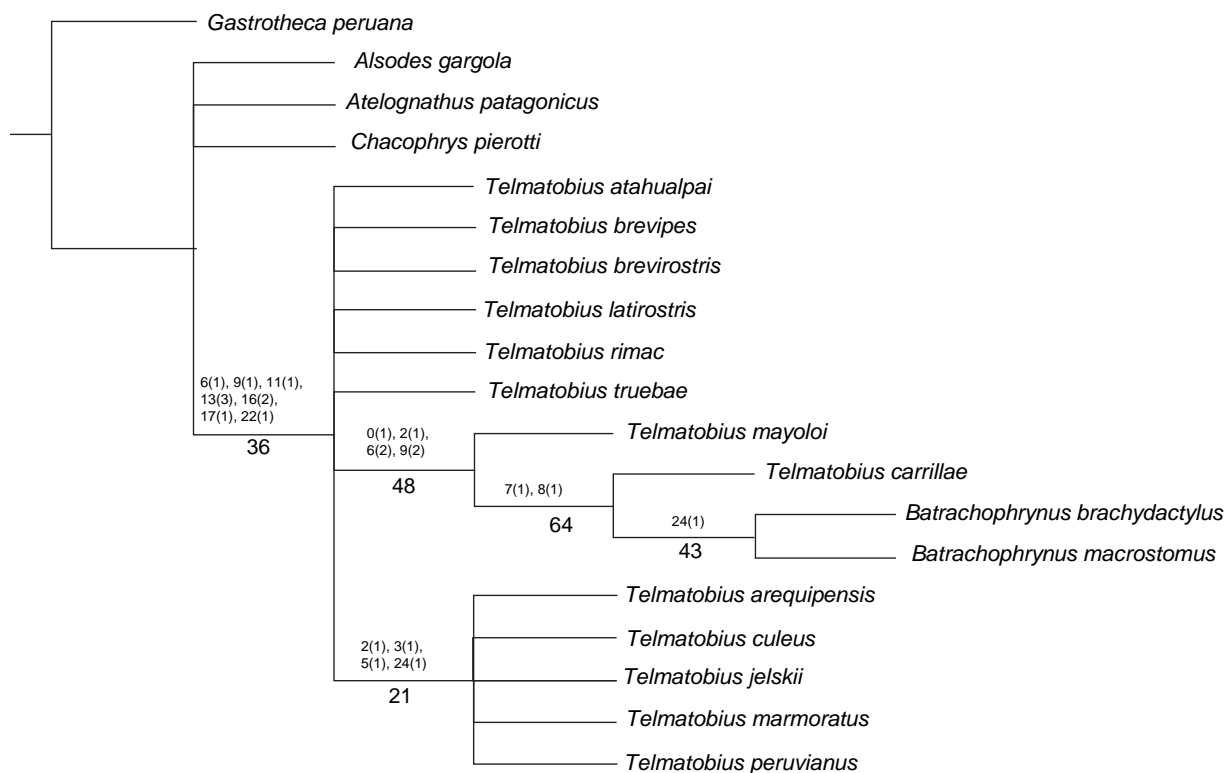 Gastrotheca peruana
Alsodes gargola
Atelognathus patagonicus
Chacophrys pierotti
Telmatobius atahualpai
Telmatobius brevipes
Telmatobius brevirostris
Telmatobius latirostris
Telmatobius rimac
Telmatobius truebae
6(1), 9(1), 11(1),
13(3), 16(2),
17(1), 22(1)
36
0(1), 2(1),
6(2), 9(2)
48
Telmatobius mayoloi
7(1), 8(1)
64
Telmatobius carrillae
24(1)
43
Batrachophrynus brachydactylus
Batrachophrynus macrostomus
2(1), 3(1),
5(1), 24(1)
21
Telmatobius arequipensis
Telmatobius culeus
Telmatobius jelskii
Telmatobius marmoratus
Telmatobius peruvianus